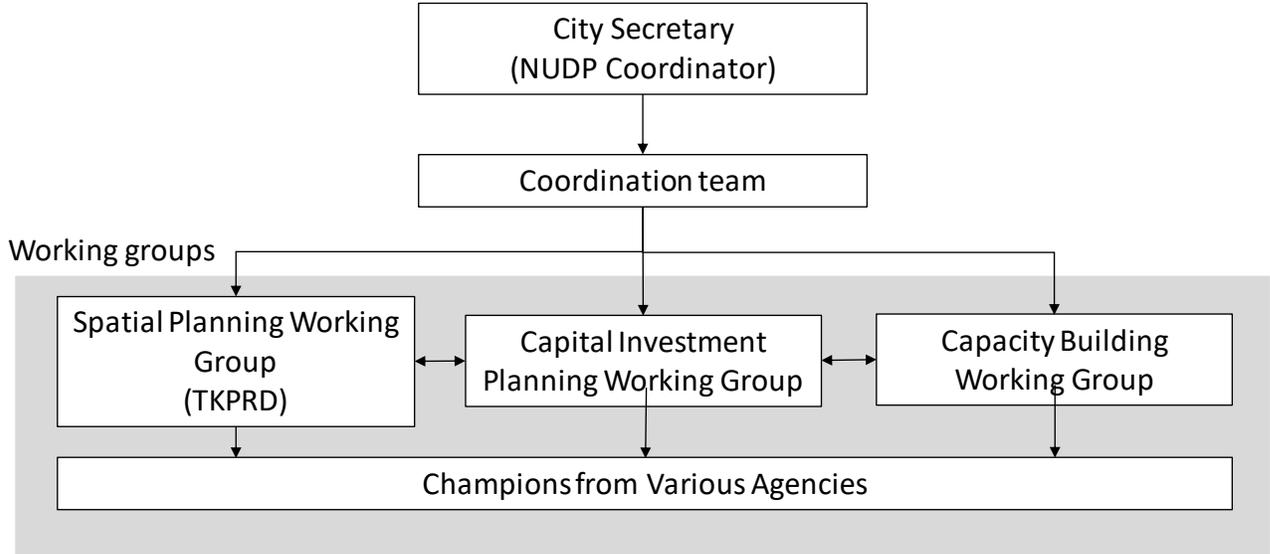 City Secretary
(NUDP Coordinator)
Coordination team
Working groups
Spatial Planning Working
Group
(TKPRD)
Capital Investment
Planning Working Group
Capacity Building
Working Group
Champions from Various Agencies